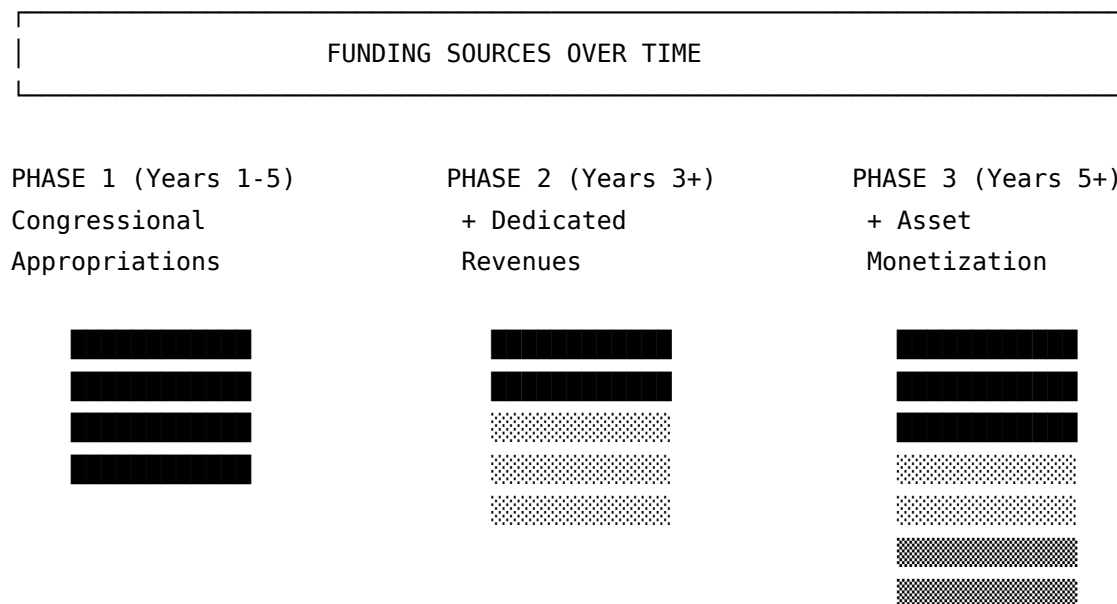 FUNDING SOURCES OVER TIME
PHASE 1 (Years 1-5) PHASE 2 (Years 3+) PHASE 3 (Years 5+)
Congressional + Dedicated + Asset
Appropriations Revenues Monetization